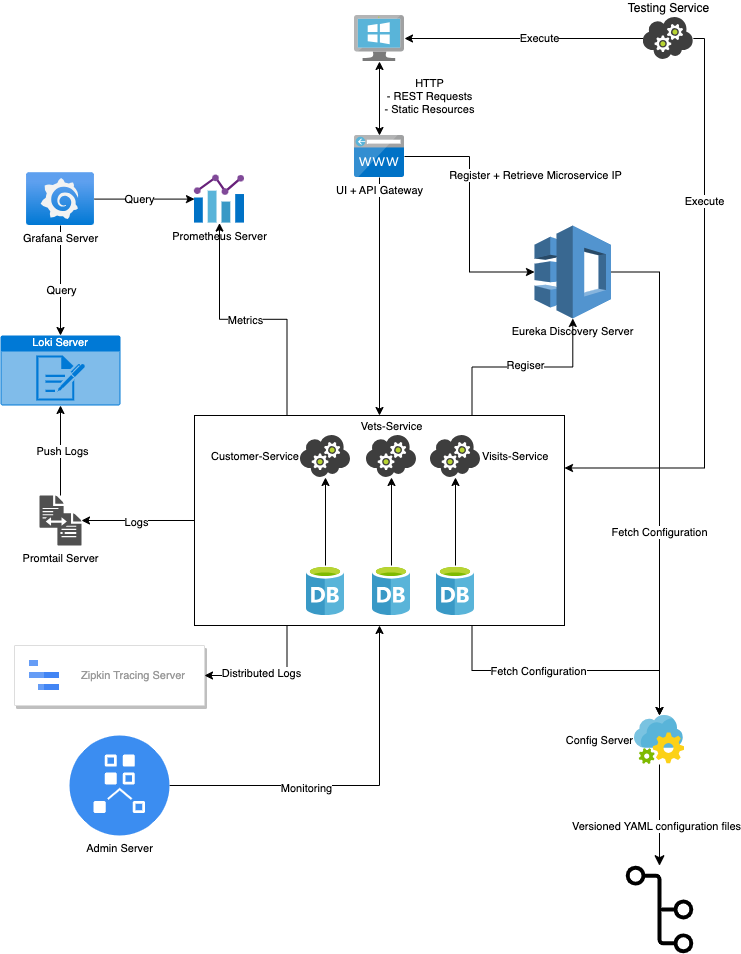 Testing Service
Execute
HTTP
- REST Requests
- Static Resources
WWW
UI + API Gateway
Register + Retrieve Microservice IP
Execute
Query
Grafana Server
Prometheus Server
Query
Metrics
Eureka Discovery Server
Loki Server
Regiser
Vets-Service
Customer-Service
Visits-Service
Push Logs
Logs
Promtail Server
Fetch Configuration
DB
DB
DB
Zipkin Tracing Server
Distributed Logs
Fetch Configuration
Config Server
Monitoring
Admin Server
Versioned YAML configuration files